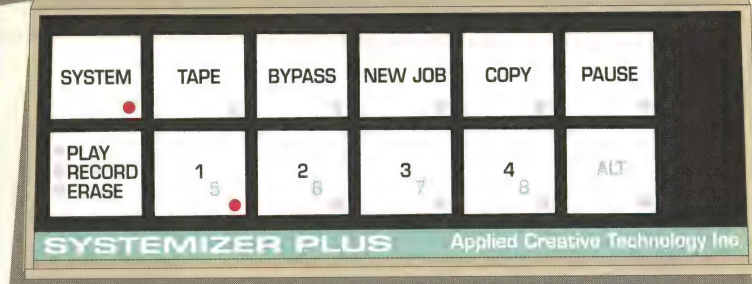 SYSTEM TAPE BYPASS NEW JOB COPY PAUSE
PLAY
RECORD
ERASE
1 2 3 4 ALT
5 6 7 8
SYSTEMIZER PLUS Applied Creative Technology Inc.